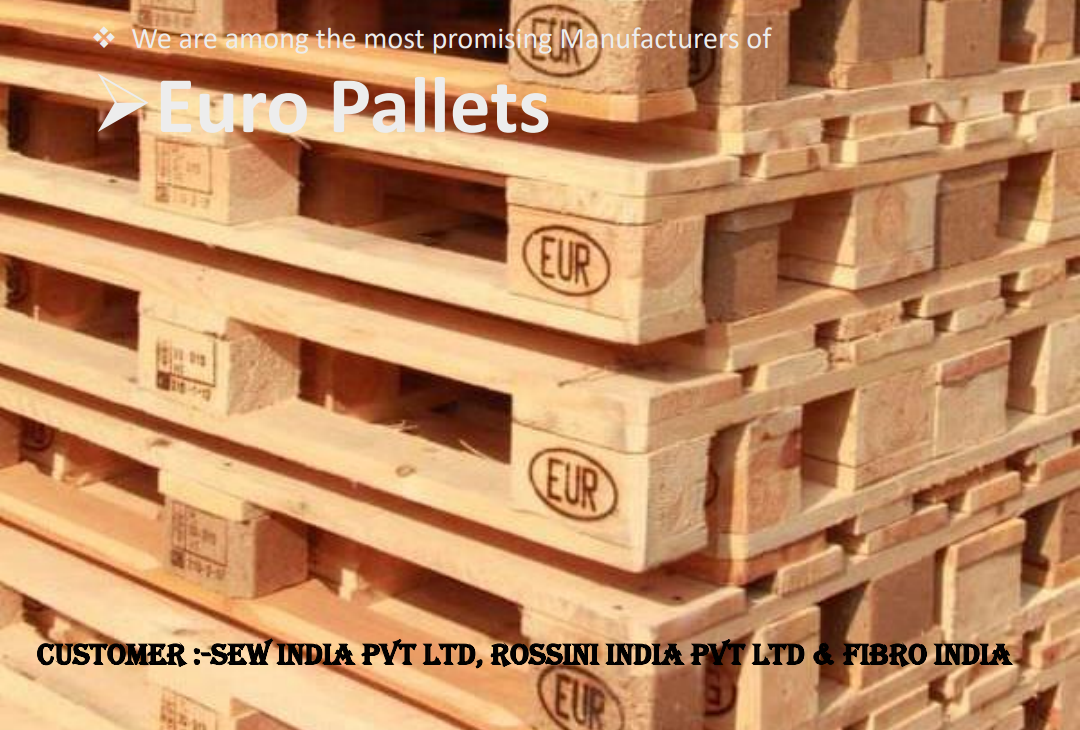 ❖ We are among the most promising Manufacturers of
➢Euro Pallets
EUR
EUR
EUR
CUSTOMER :-SEW INDIA PVT LTD, ROSSINI INDIA PVT LTD & FIBRO INDIA
EUR